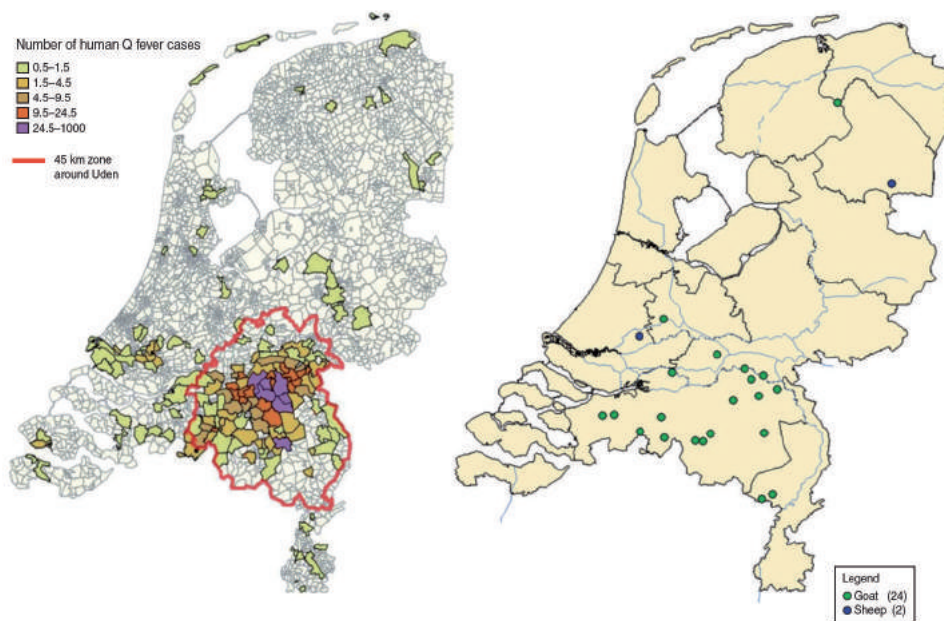 Number of human Q fever cases
0.5–1.5
1.5–4.5
4.5–9.5
9.5–24.5
24.5–1000
45 km zone
around Uden
Legend
Goat (24)
Sheep (2)